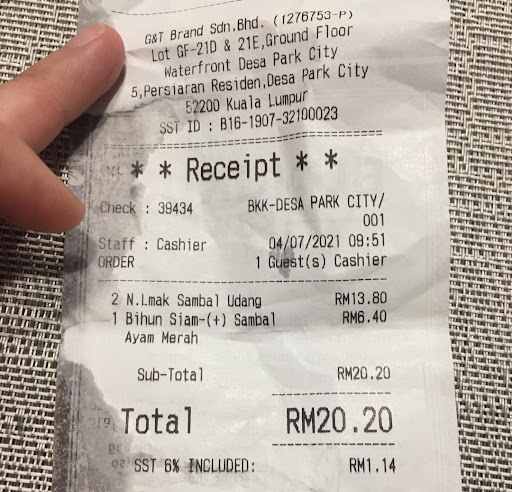 G&T Brand Sdn.Bhd. (1276753-P)
Lot GF-21D & 21E,Ground Floor
Waterfront Desa Park City
5,Persiaran Residen,Desa Park City
52200 Kuala Lumpur
SST ID : B16-1907-32100023
* * Receipt * *
Check : 39434 BKK-DESA PARK CITY/
001
Staff : Cashier 04/07/2021 09:51
ORDER 1 Guest(s) Cashier
2 N.Lmak Sambal Udang RM13.80
1 Bihun Siam-(+) Sambal RM6.40
Ayam Merah
Sub-Total RM20.20
Total RM20.20
SST 6% INCLUDED: RM1.14